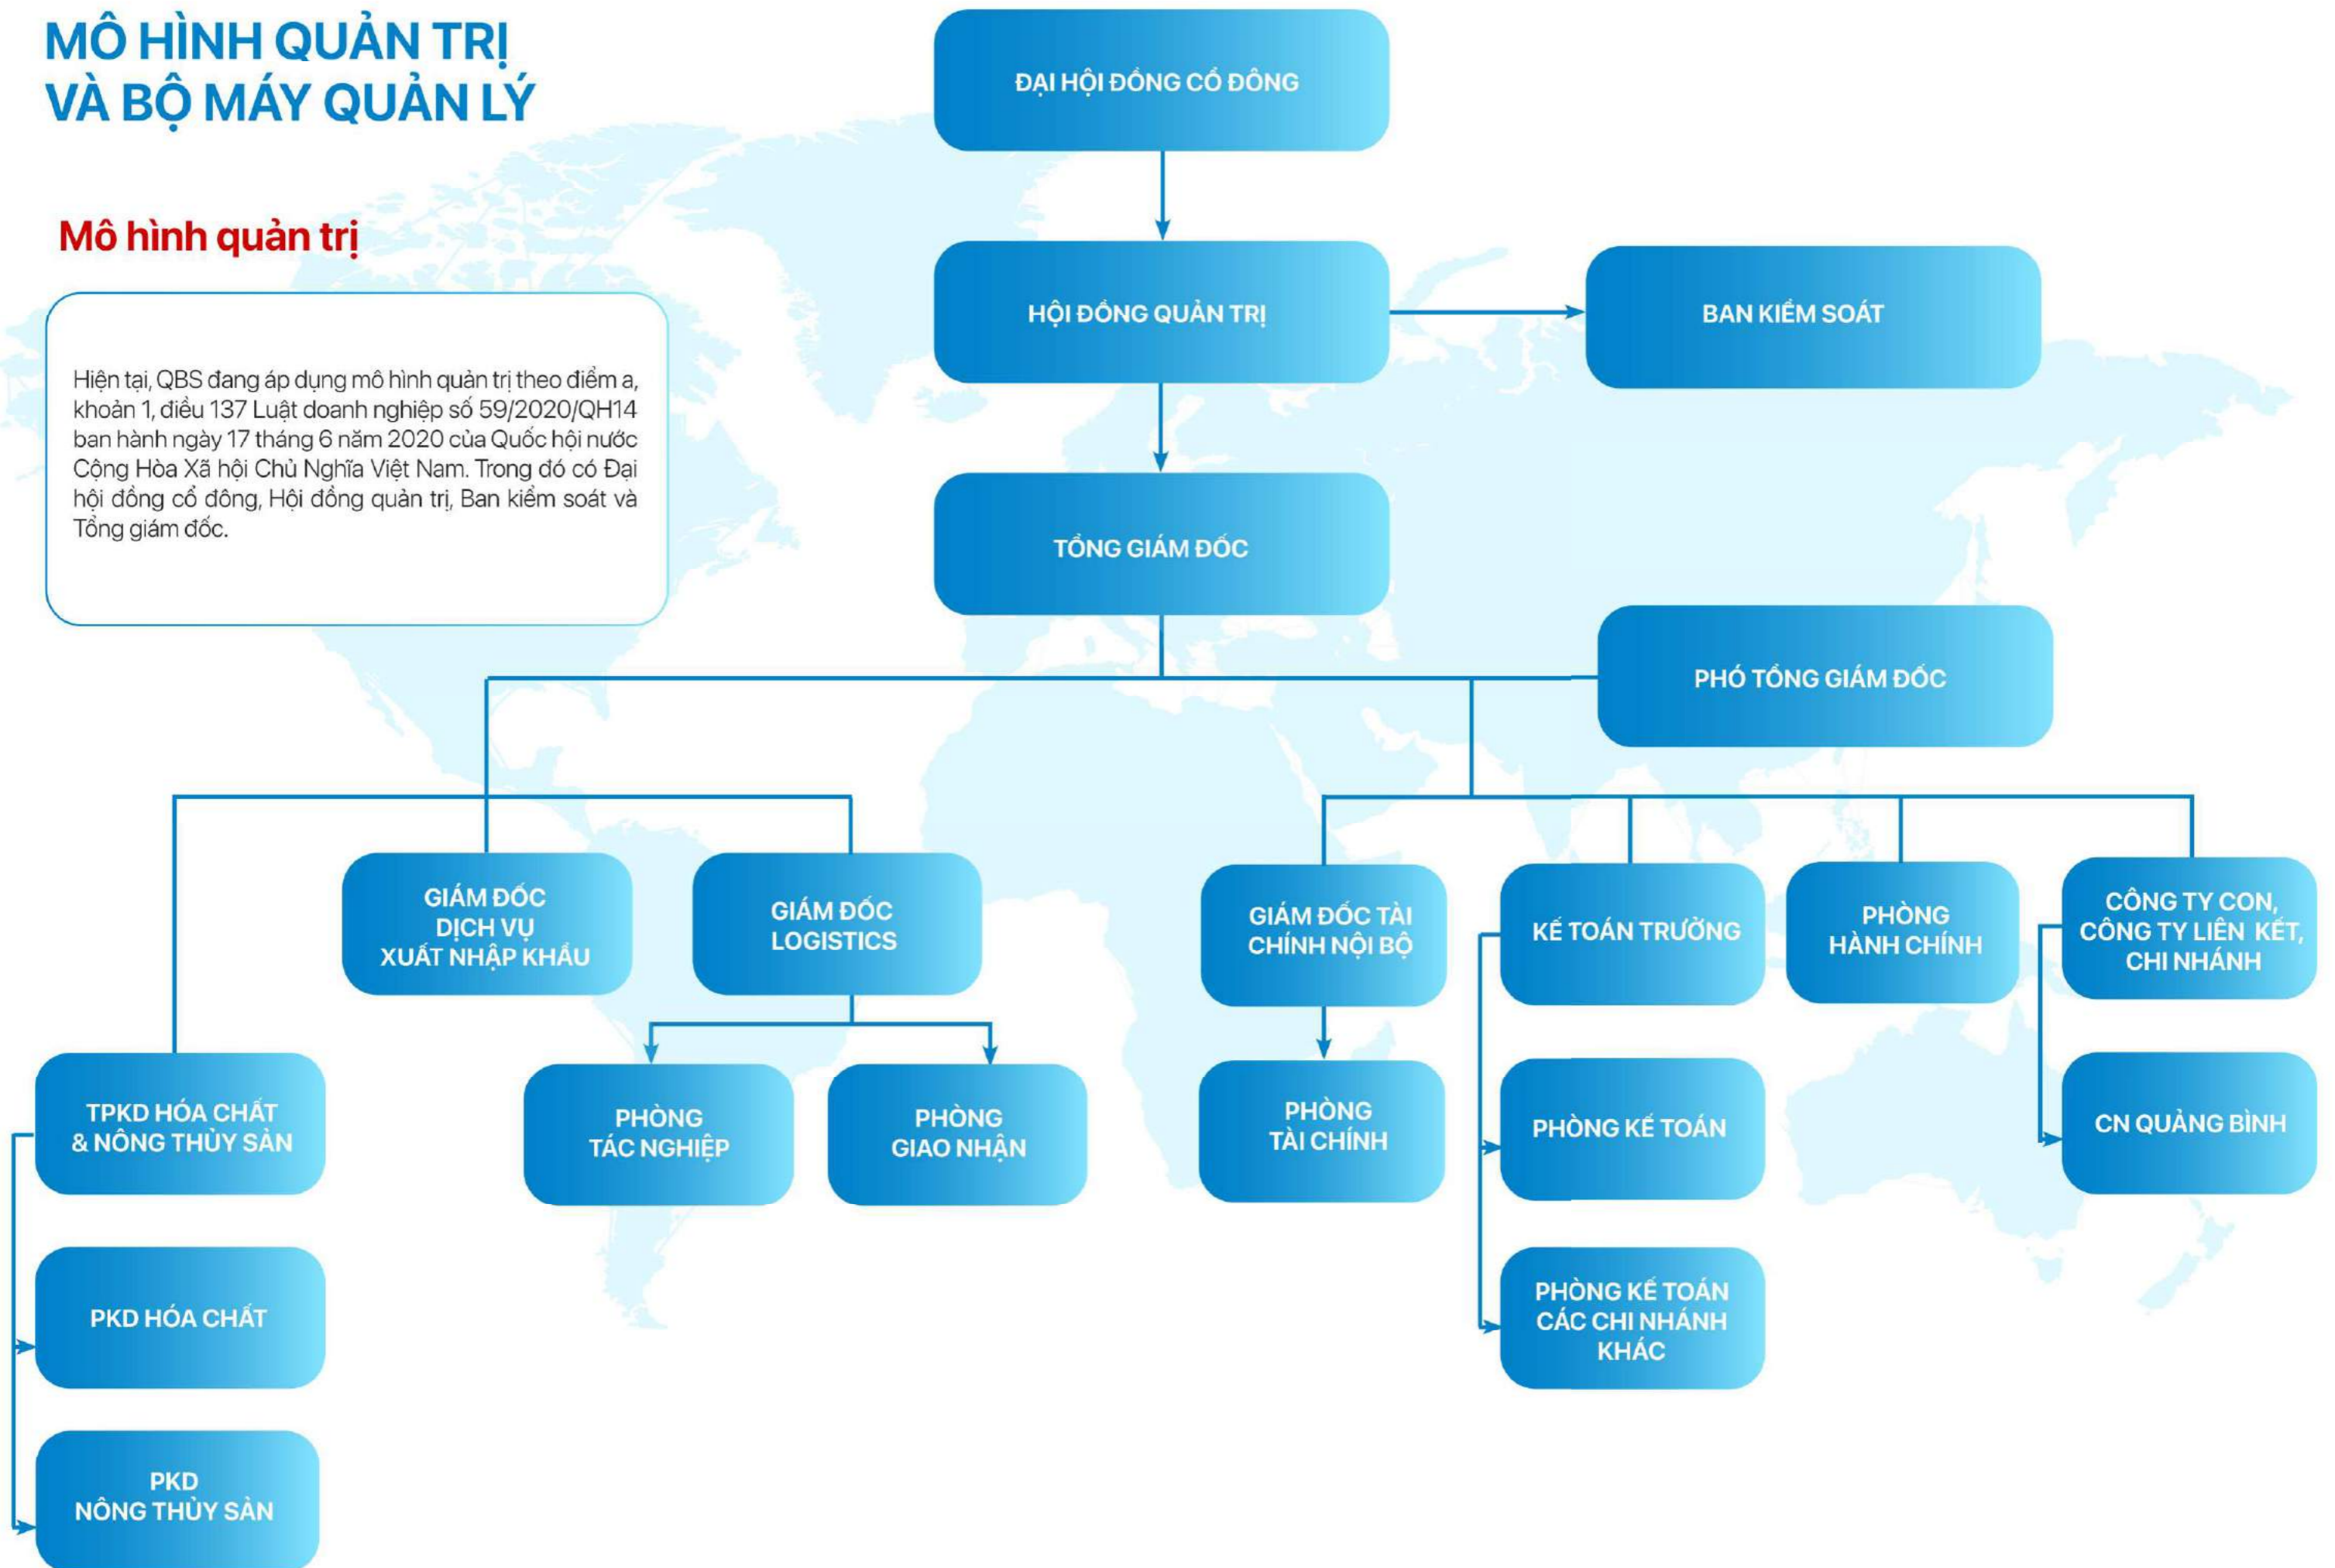 MÔ HÌNH QUẢN TRỊ
VÀ BỘ MÁY QUẢN LÝ
Mô hình quản trị
Hiện tại, QBS đang áp dụng mô hình quản trị theo điểm a,
khoản 1, điều 137 Luật doanh nghiệp số 59/2020/QH14
ban hành ngày 17 tháng 6 năm 2020 của Quốc hội nước
Cộng Hòa Xã hội Chủ Nghĩa Việt Nam. Trong đó có Đại
hội đồng cổ đông, Hội đồng quản trị, Ban kiểm soát và
Tổng giám đốc.
ĐẠI HỘI ĐỒNG CỔ ĐÔNG
HỘI ĐỒNG QUẢN TRỊ
BAN KIỂM SOÁT
TỔNG GIÁM ĐỐC
PHÓ TỔNG GIÁM ĐỐC
GIÁM ĐỐC
DỊCH VỤ
XUẤT NHẬP KHẨU
GIÁM ĐỐC
LOGISTICS
GIÁM ĐỐC TÀI
CHÍNH NỘI BỘ
KẾ TOÁN TRƯỞNG
PHÒNG
HÀNH CHÍNH
CÔNG TY CON,
CÔNG TY LIÊN KẾT,
CHI NHÁNH
TPKD HÓA CHẤT
& NÔNG THỦY SẢN
PHÒNG
TÁC NGHIỆP
PHÒNG
GIAO NHẬN
PHÒNG
TÀI CHÍNH
PHÒNG KẾ TOÁN
CN QUẢNG BÌNH
PKD HÓA CHẤT
PHÒNG KẾ TOÁN
CÁC CHI NHÁNH
KHÁC
PKD
NÔNG THỦY SẢN